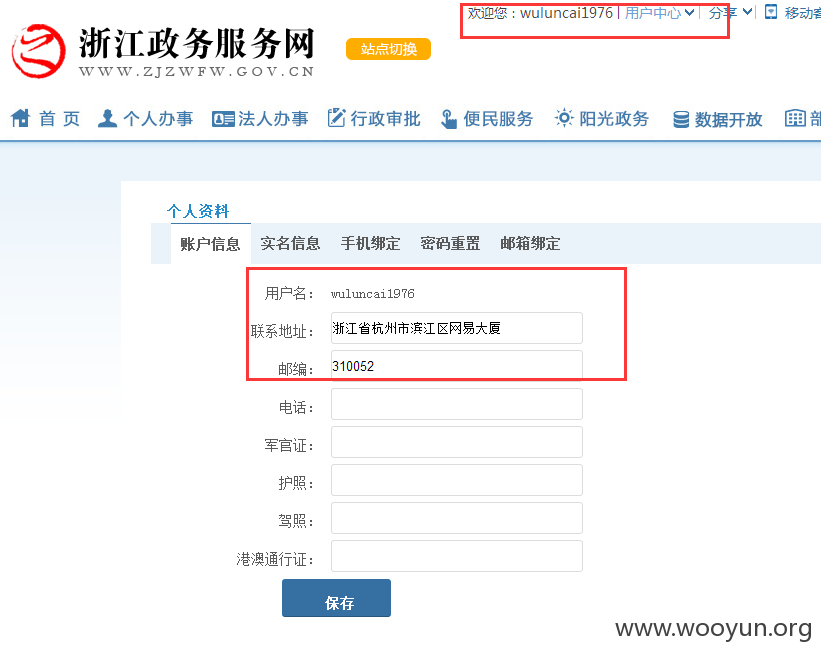 欢迎您：wuluncai1976 | 用户中心 | 分享 移动客
浙江政务服务网
WWW.ZJZWFW.GOV.CN
站点切换
首页 个人办事 法人办事 行政审批 便民服务 阳光政务 数据开放 部
个人资料
账户信息 实名信息 手机绑定 密码重置 邮箱绑定
用户名： wuluncai1976
联系地址： 浙江省杭州市滨江区网易大厦
邮编： 310052
电话：
军官证：
护照：
驾照：
港澳通行证：
保存
www.wooyun.org